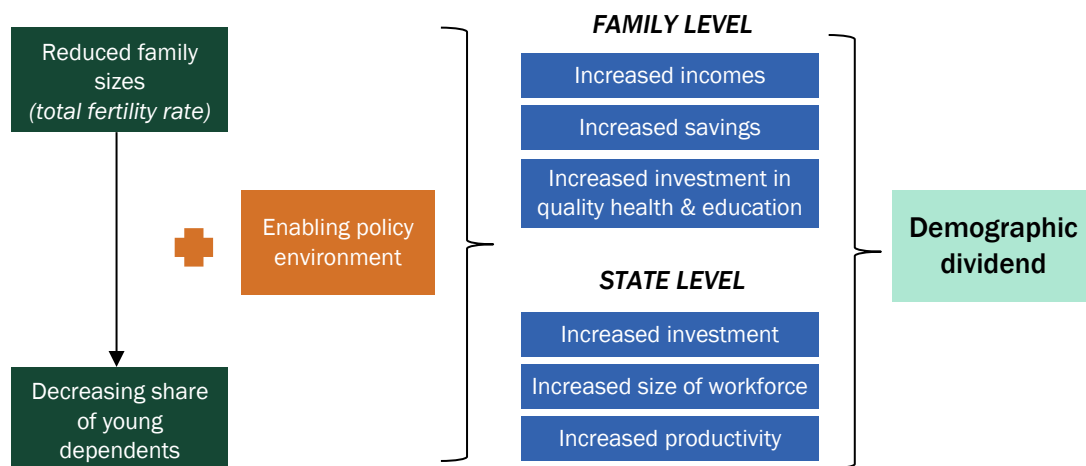 Reduced family
sizes
(total fertility rate)
Decreasing share
of young
dependents
Enabling policy
environment
FAMILY LEVEL
Increased incomes
Increased savings
Increased investment in
quality health & education
STATE LEVEL
Increased investment
Increased size of workforce
Increased productivity
Demographic
dividend